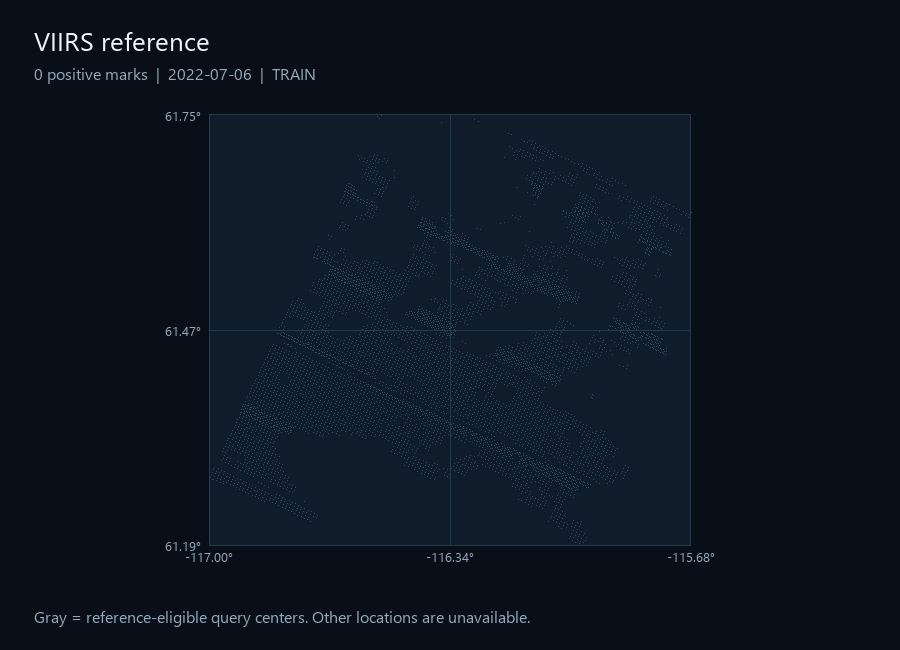 VIIRS reference
0 positive marks | 2022-07-06 | TRAIN
61.75°
61.47°
61.19°
-117.00°
-116.34°
-115.68°
Gray = reference-eligible query centers. Other locations are unavailable.